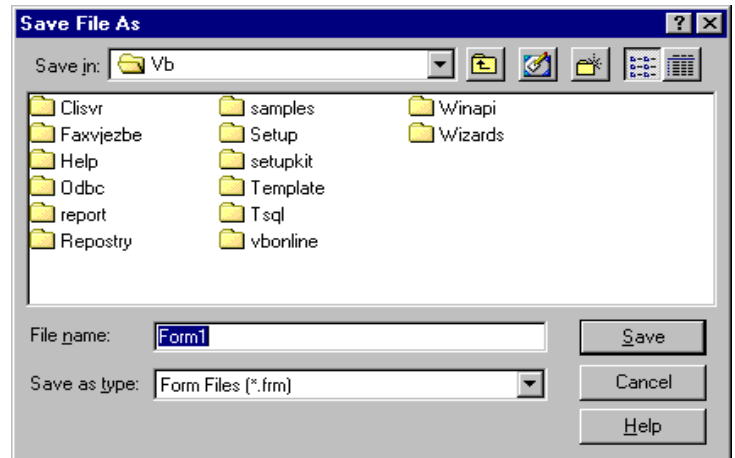 Save File As
Save in: Vb
Clisvr samples Winapi
Faxvjezbe Setup Wizards
Help setupkit
Odbc Template
report Tsql
Repostry vbonline
File name: Form1 Save
Save as type: Form Files (*.frm) Cancel
Help